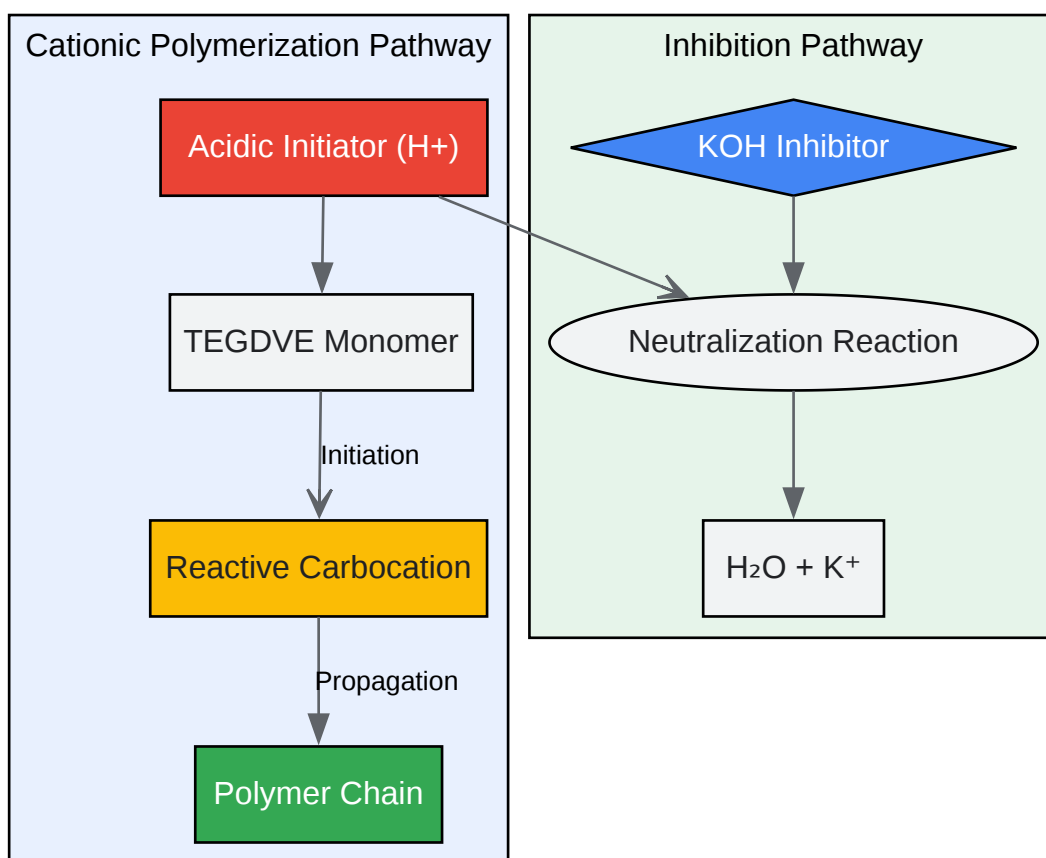 Cationic Polymerization Pathway
Acidic Initiator (H+)
TEGDVE Monomer
Initiation
Reactive Carbocation
Propagation
Polymer Chain
Inhibition Pathway
KOH Inhibitor
Neutralization Reaction
H₂O + K⁺